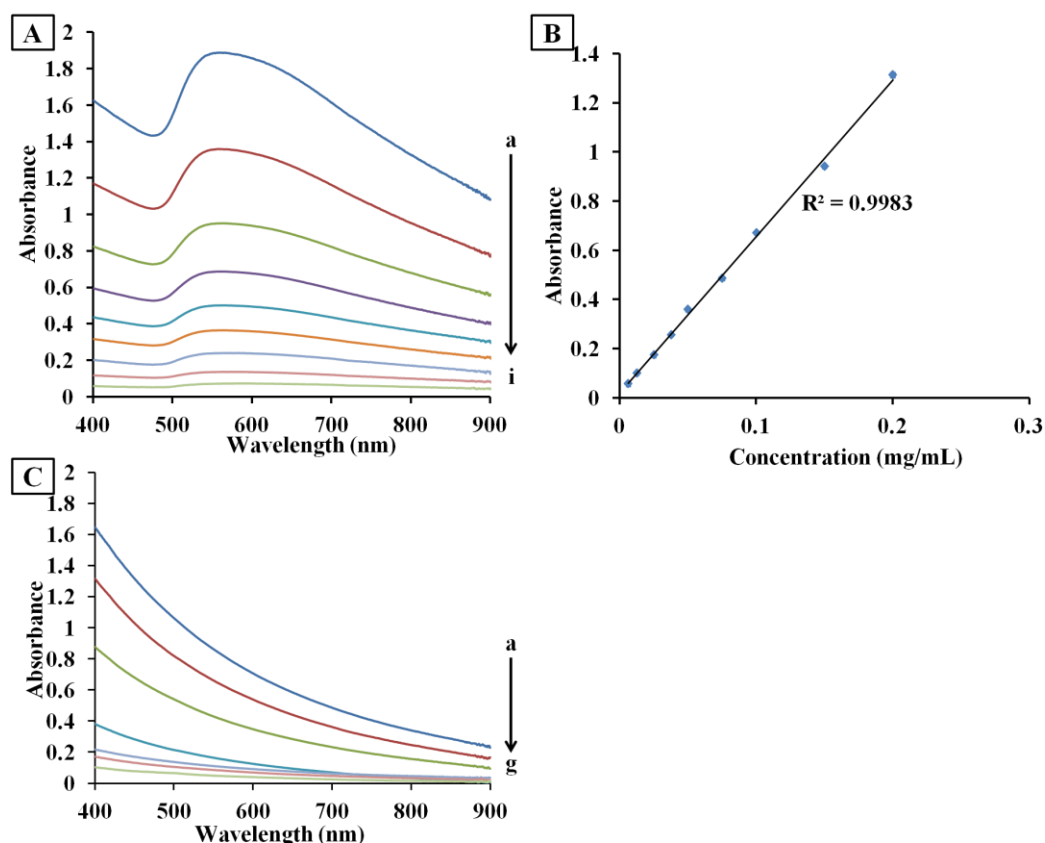 A
2
1.8
1.6
1.4
1.2
1
0.8
0.6
0.4
0.2
0
Absorbance
400 500 600 700 800 900
Wavelength (nm)
a
i
B
1.4
1.2
1
0.8
0.6
0.4
0.2
0
Absorbance
R² = 0.9983
0 0.1 0.2 0.3
Concentration (mg/mL)
C
2
1.8
1.6
1.4
1.2
1
0.8
0.6
0.4
0.2
0
Absorbance
400 500 600 700 800 900
Wavelength (nm)
a
g